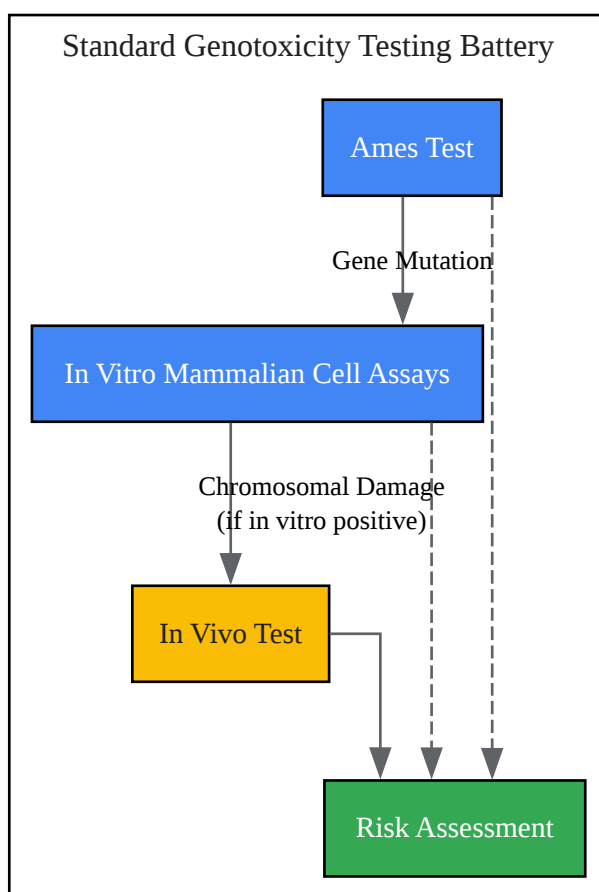 Standard Genotoxicity Testing Battery
Ames Test
Gene Mutation
In Vitro Mammalian Cell Assays
Chromosomal Damage
(if in vitro positive)
In Vivo Test
Risk Assessment